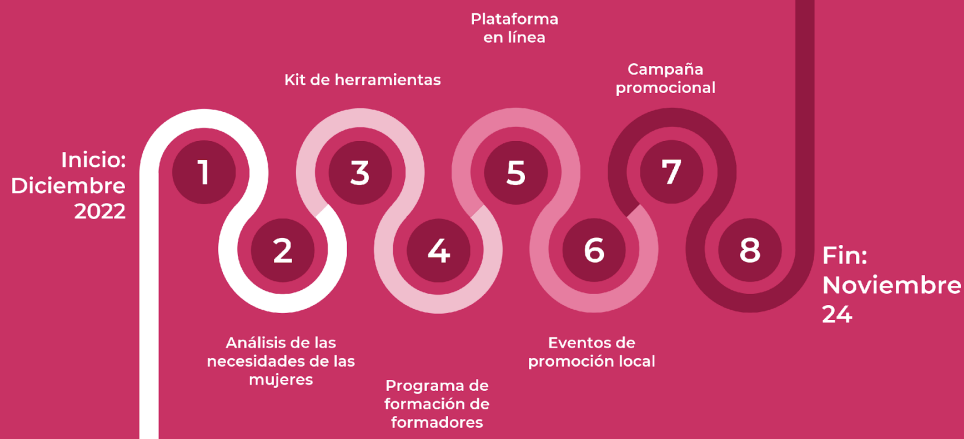 Inicio:
Diciembre
2022
1
2
Análisis de las
necesidades de las
mujeres
Kit de herramientas
3
4
Programa de
formación de
formadores
Plataforma
en línea
5
6
Eventos de
promoción local
Campaña
promocional
7
8
Fin:
Noviembre
24